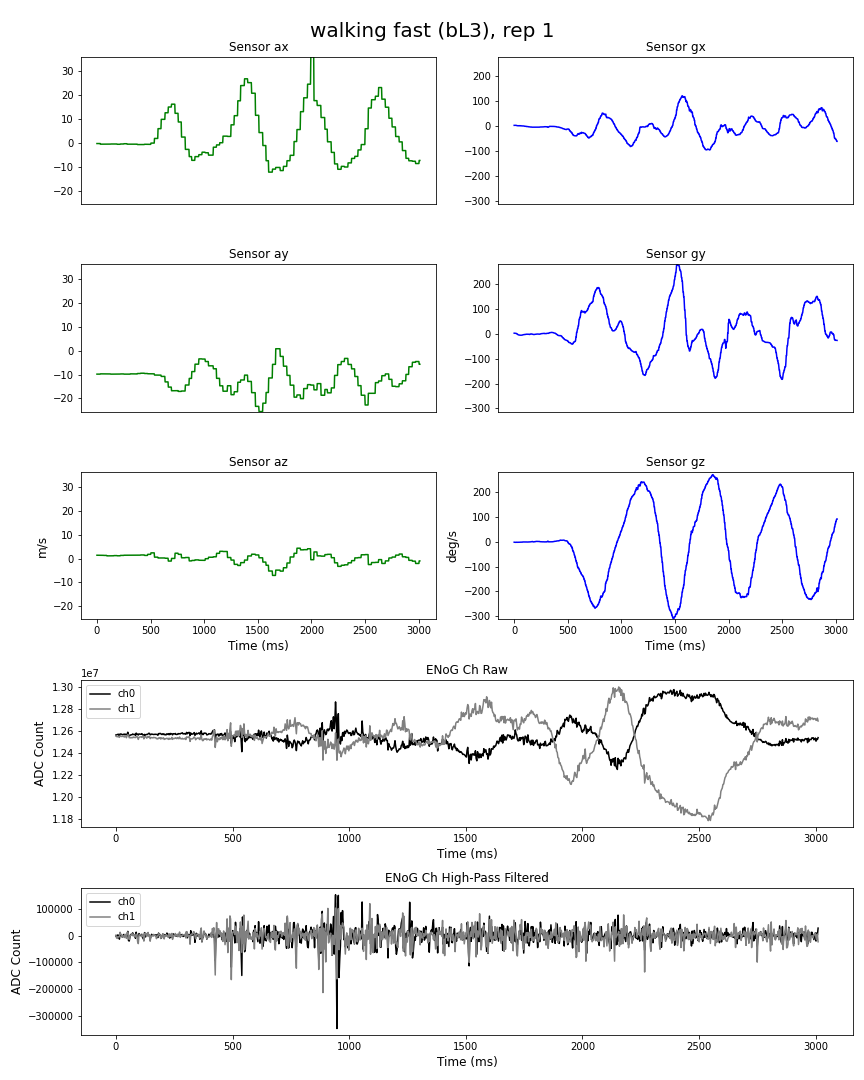 walking fast (bL3), rep 1
Sensor ax
30
20
10
0
−10
−20
Sensor gx
200
100
0
−100
−200
−300
Sensor ay
30
20
10
0
−10
−20
Sensor gy
200
100
0
−100
−200
−300
Sensor az
m/s
30
20
10
0
−10
−20
0 500 1000 1500 2000 2500 3000
Time (ms)
Sensor gz
deg/s
200
100
0
−100
−200
−300
0 500 1000 1500 2000 2500 3000
Time (ms)
ENoG Ch Raw
1e7
ch0
ch1
ADC Count
1.30
1.28
1.26
1.24
1.22
1.20
1.18
0 500 1000 1500 2000 2500 3000
Time (ms)
ENoG Ch High-Pass Filtered
ch0
ch1
ADC Count
100000
0
−100000
−200000
−300000
0 500 1000 1500 2000 2500 3000
Time (ms)